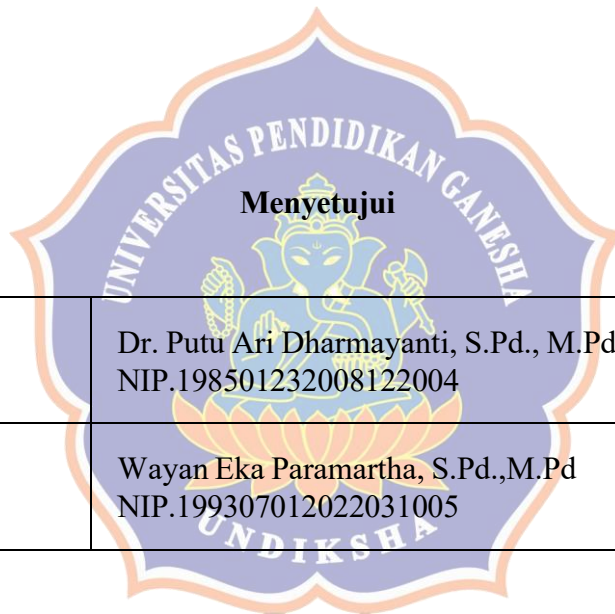 UNIVERSITAS PENDIDIKAN GANESHA
Menyetujui
Dr. Putu Ari Dharmayanti, S.Pd., M.Pd
NIP.198501232008122004
Wayan Eka Paramartha, S.Pd.,M.Pd
NIP.199307012022031005
UNDIKSHA